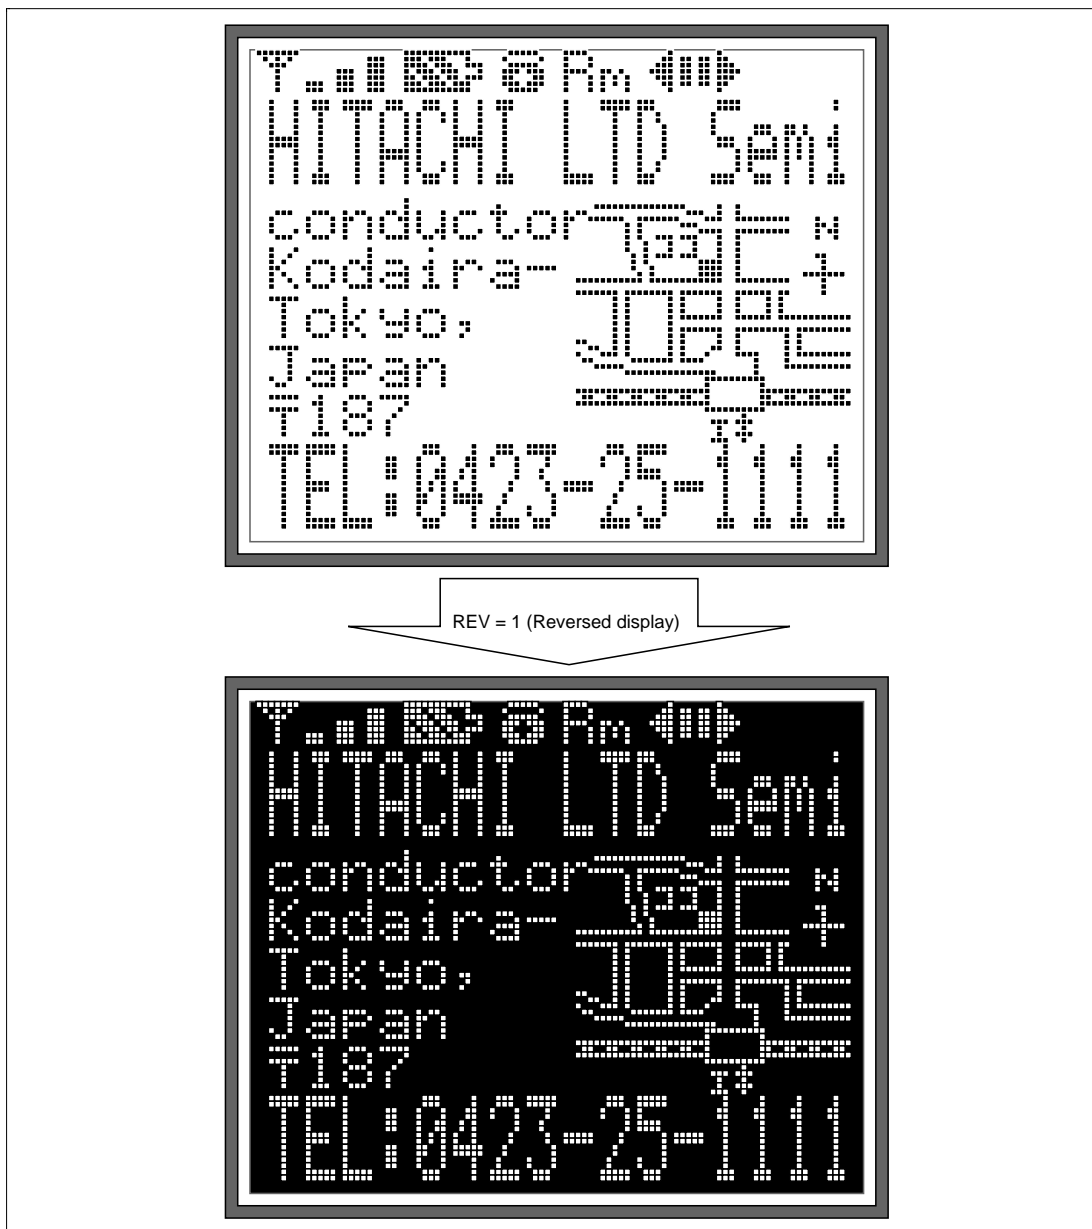 Rm
HITACHI LTD Semi
conductor
N
Kodaira-
Tokyo,
Japan
〒187
TEL:0423-25-1111
REV = 1 (Reversed display)
Rm
HITACHI LTD Semi
conductor
N
Kodaira-
Tokyo,
Japan
〒187
TEL:0423-25-1111